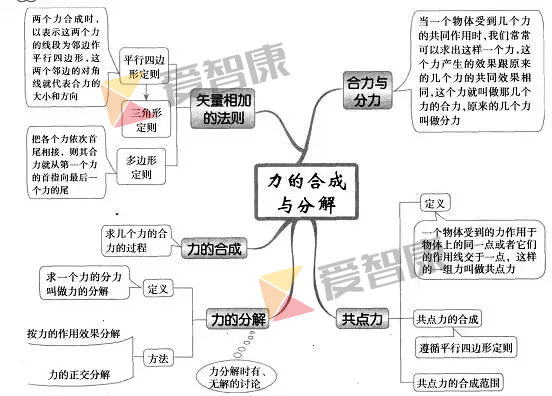 两个力合成时,
以表示这两个力
的线段为邻边作
平行四边形,这
两个邻边的对角
线就代表合力的
大小和方向
平行四边
形定则
三角形
定则
把各个力依次首
尾相接,则其合
力就从第一个力
的首指向最后一
个力的尾
多边形
定则
矢量相加
的法则
当一个物体受到几个力
的共同作用时,我们常常
可以求出这样一个力,这
个力产生的效果跟原来
的几个力的共同效果相
同,这个力就叫做那几个
力的合力,原来的几个力
叫做分力
合力与
分力
力的合成
与分解
求几个力的合
力的过程
力的合成
求一个力的分力
叫做力的分解
定义
按力的作用效果分解
力的正交分解
方法
力的分解
力分解时有、
无解的讨论
共点力
定义
一个物体受到的力作用于
物体上的同一点或者它们
的作用线交于一点,这样
的一组力叫做共点力
共点力的合成
遵循平行四边形定则
共点力的合成范围
爱智康
爱智康